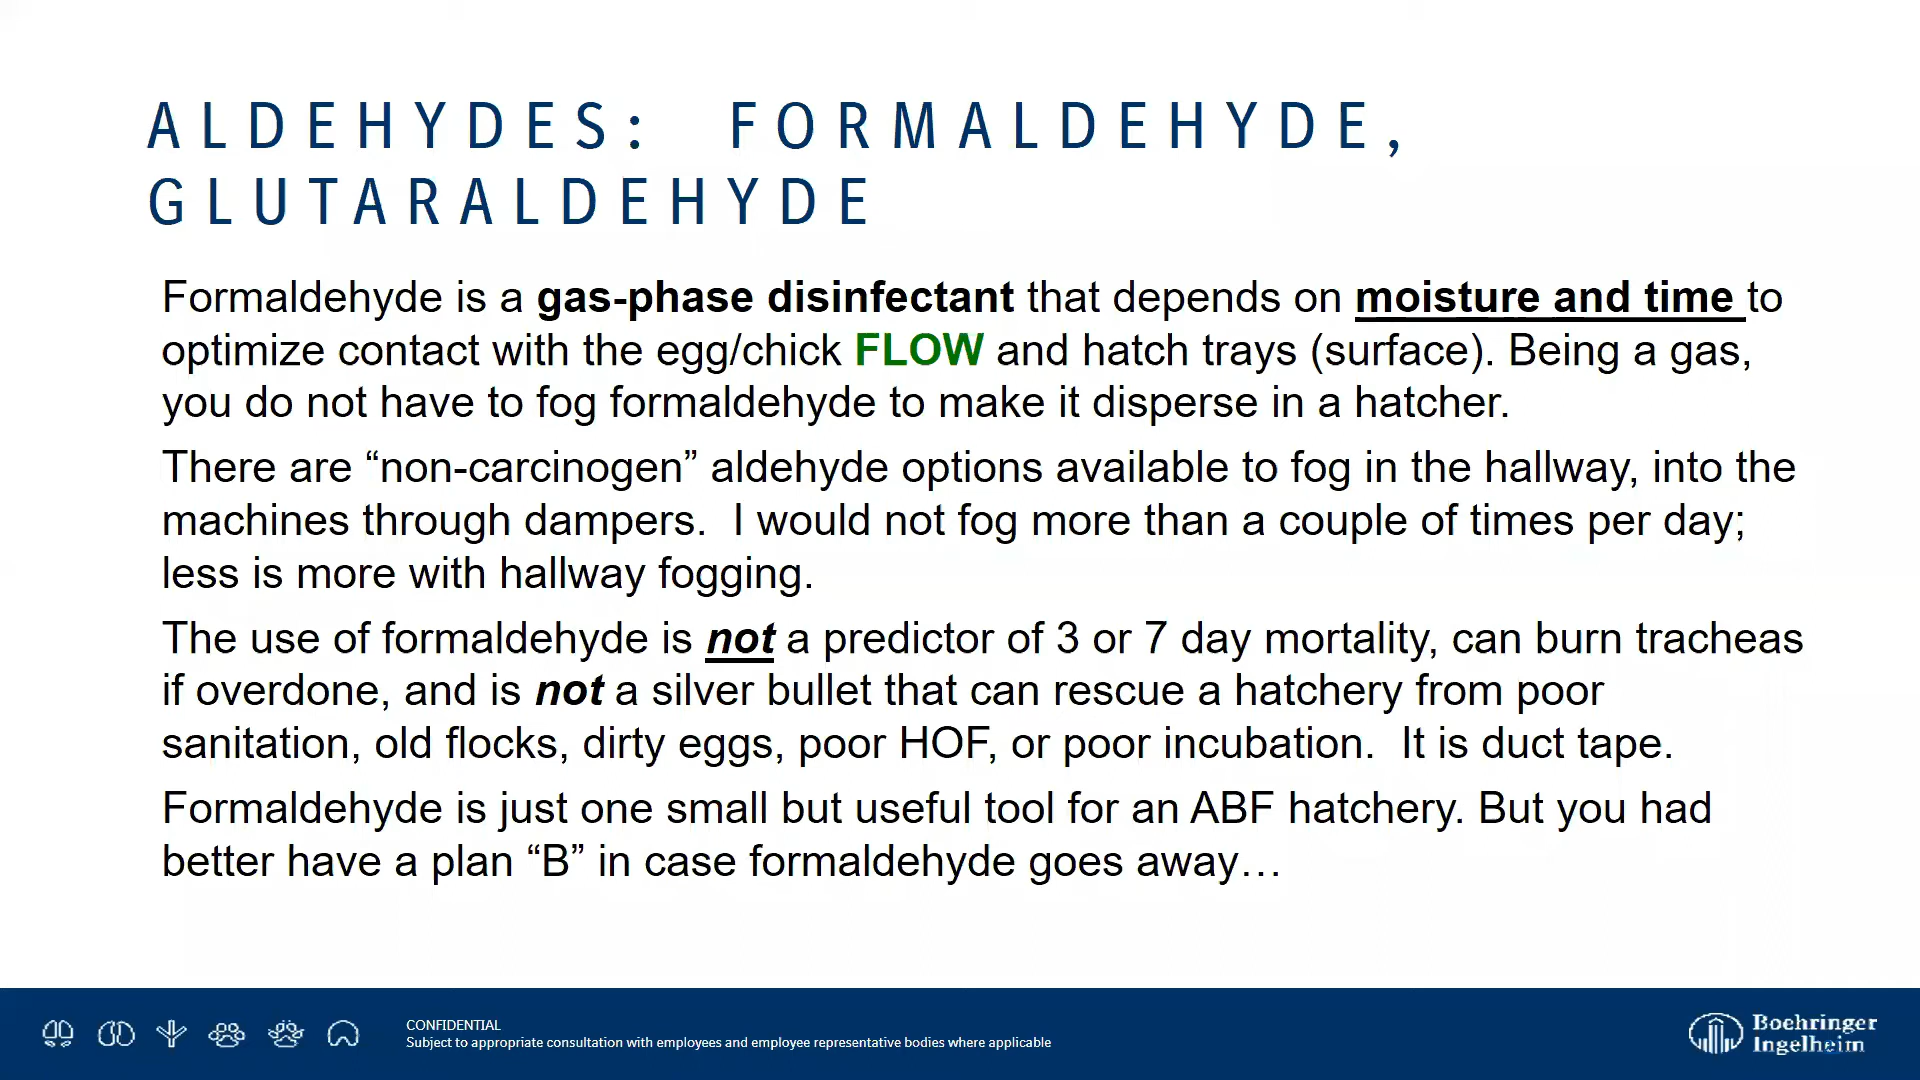 ALDEHYDES: FORMALDEHYDE,
GLUTARALDEHYDE
Formaldehyde is a gas-phase disinfectant that depends on moisture and time to
optimize contact with the egg/chick FLOW and hatch trays (surface). Being a gas,
you do not have to fog formaldehyde to make it disperse in a hatcher.
There are “non-carcinogen” aldehyde options available to fog in the hallway, into the
machines through dampers. I would not fog more than a couple of times per day;
less is more with hallway fogging.
The use of formaldehyde is not a predictor of 3 or 7 day mortality, can burn tracheas
if overdone, and is not a silver bullet that can rescue a hatchery from poor
sanitation, old flocks, dirty eggs, poor HOF, or poor incubation. It is duct tape.
Formaldehyde is just one small but useful tool for an ABF hatchery. But you had
better have a plan “B” in case formaldehyde goes away…
CONFIDENTIAL
Subject to appropriate consultation with employees and employee representative bodies where applicable
Boehringer
Ingelheim